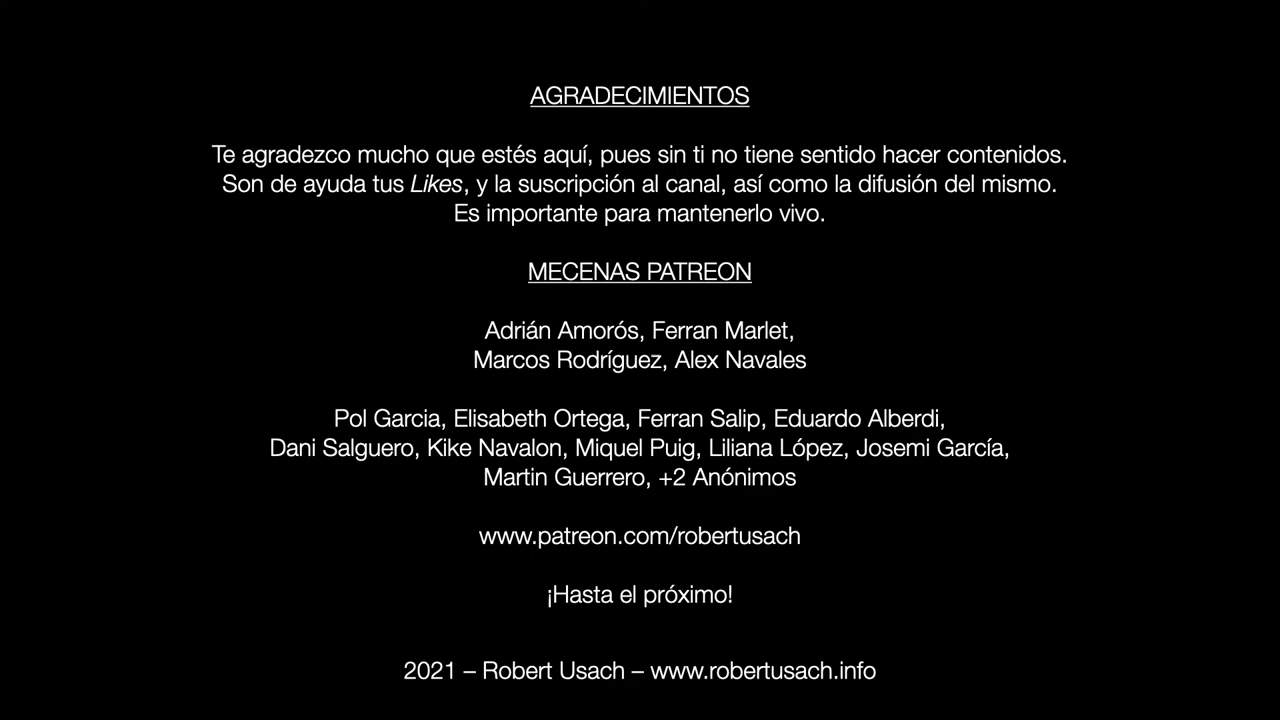 AGRADECIMIENTOS
Te agradezco mucho que estés aquí, pues sin ti no tiene sentido hacer contenidos.
Son de ayuda tus Likes, y la suscripción al canal, así como la difusión del mismo.
Es importante para mantenerlo vivo.
MECENAS PATREON
Adrián Amorós, Ferran Marlet,
Marcos Rodríguez, Alex Navales
Pol Garcia, Elisabeth Ortega, Ferran Salip, Eduardo Alberdi,
Dani Salguero, Kike Navalon, Miquel Puig, Liliana López, Josemi García,
Martin Guerrero, +2 Anónimos
www.patreon.com/robertusach
¡Hasta el próximo!
2021 – Robert Usach – www.robertusach.info